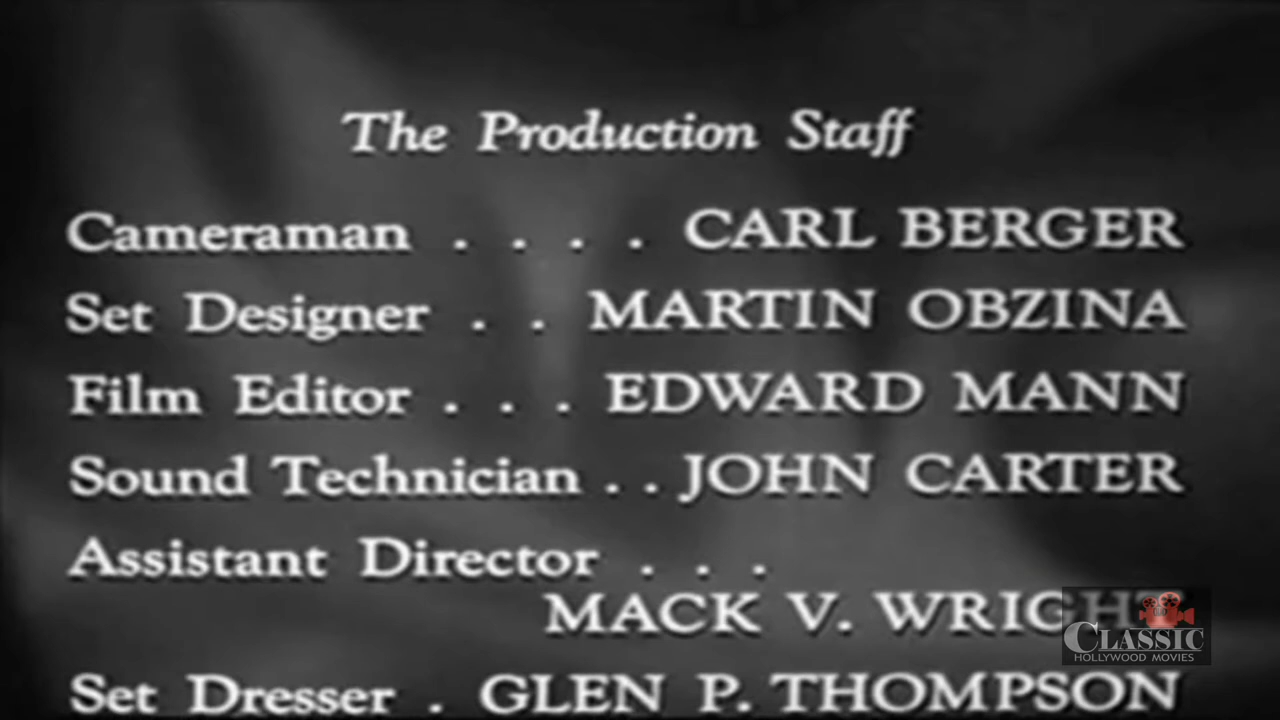 The Production Staff
Cameraman . . . . CARL BERGER
Set Designer . . MARTIN OBZINA
Film Editor . . . EDWARD MANN
Sound Technician . . JOHN CARTER
Assistant Director . . .
MACK V. WRIGHT
CLASSIC
HOLLYWOOD MOVIES
Set Dresser . GLEN P. THOMPSON